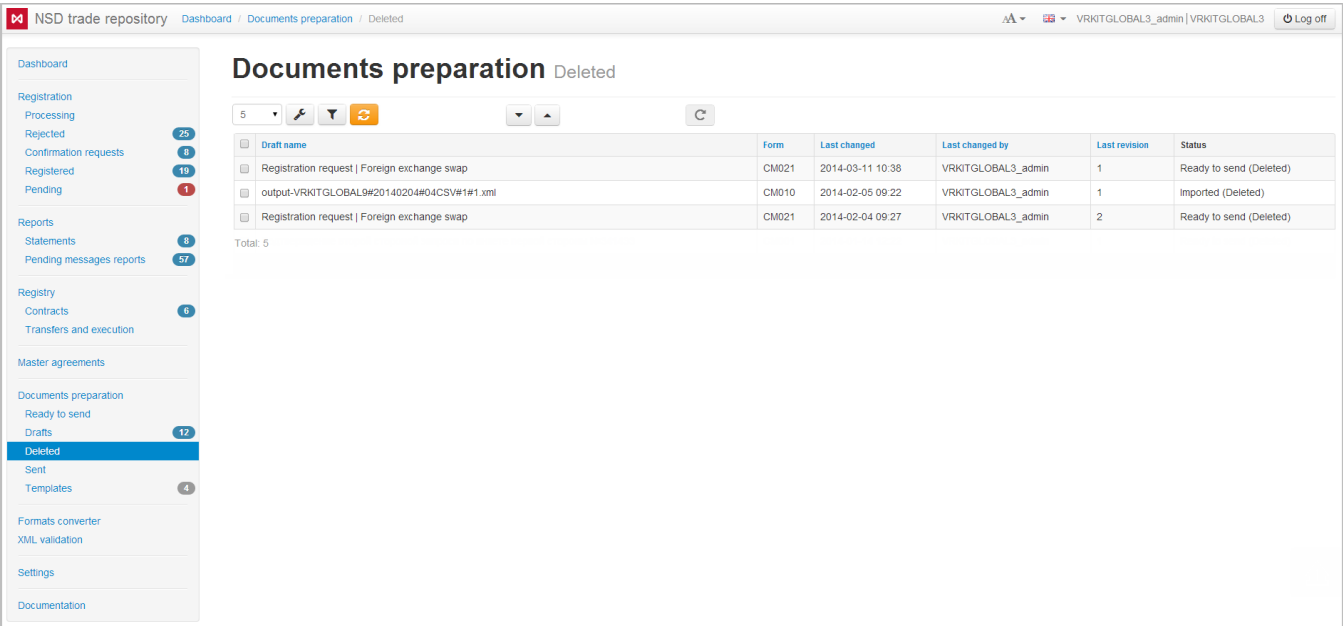 NSD trade repository Dashboard / Documents preparation / Deleted AA VRKITGLOBAL3_admin | VRKITGLOBAL3 Log off
Dashboard
Registration
Processing
Rejected 25
Confirmation requests 8
Registered 19
Pending 1
Reports
Statements 8
Pending messages reports 57
Registry
Contracts 6
Transfers and execution
Master agreements
Documents preparation
Ready to send
Drafts 12
Deleted
Sent
Templates 4
Formats converter
XML validation
Settings
Documentation
Documents preparation Deleted
5
Draft name Form Last changed Last changed by Last revision Status
Registration request | Foreign exchange swap CM021 2014-03-11 10:38 VRKITGLOBAL3_admin 1 Ready to send (Deleted)
output-VRKITGLOBAL9#20140204#04CSV#1#1.xml CM010 2014-02-05 09:22 VRKITGLOBAL3_admin 1 Imported (Deleted)
Registration request | Foreign exchange swap CM021 2014-02-04 09:27 VRKITGLOBAL3_admin 2 Ready to send (Deleted)
Total: 5